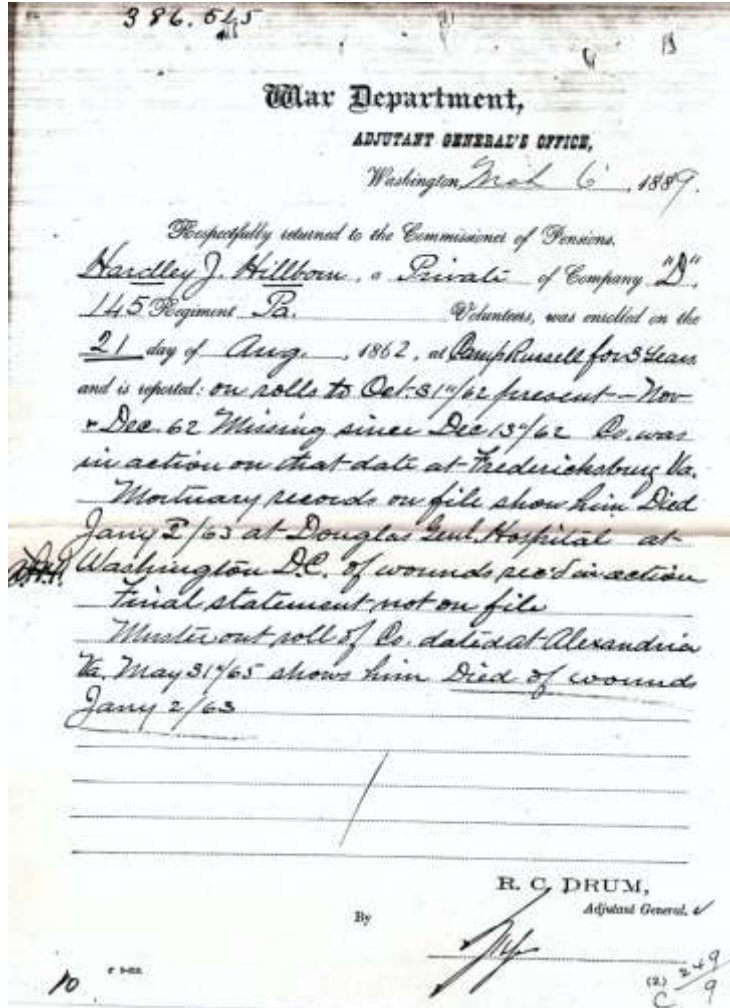 386.515
War Department,
ADJUTANT GENERAL'S OFFICE,
Washington, Mch 6, 1889.
Respectfully returned to the Commissioner of Pensions.
Hardley J. Hillborn, a Private of Company "D".
145 Regiment Pa. Volunteers, was enrolled on the
21 day of Aug., 1862, at Camp Russell for 3 Years
and is reported: on rolls to Oct. 31"/62 present - Nov
& Dec. 62 Missing since Dec 13"/62 Co. was
in action on that date at Fredericksburg Va.
Mortuary records on file show him Died
Jany 2/63 at Douglas Genl. Hospital at
Washington D.C. of wounds rec'd in action
Final statement not on file
Muster out roll of Co. dated at Alexandria
Va. May 31"/65 shows him Died of wounds
Jany 2/63
R. C. DRUM,
Adjutant General.
By
10
(2)
C
249
9